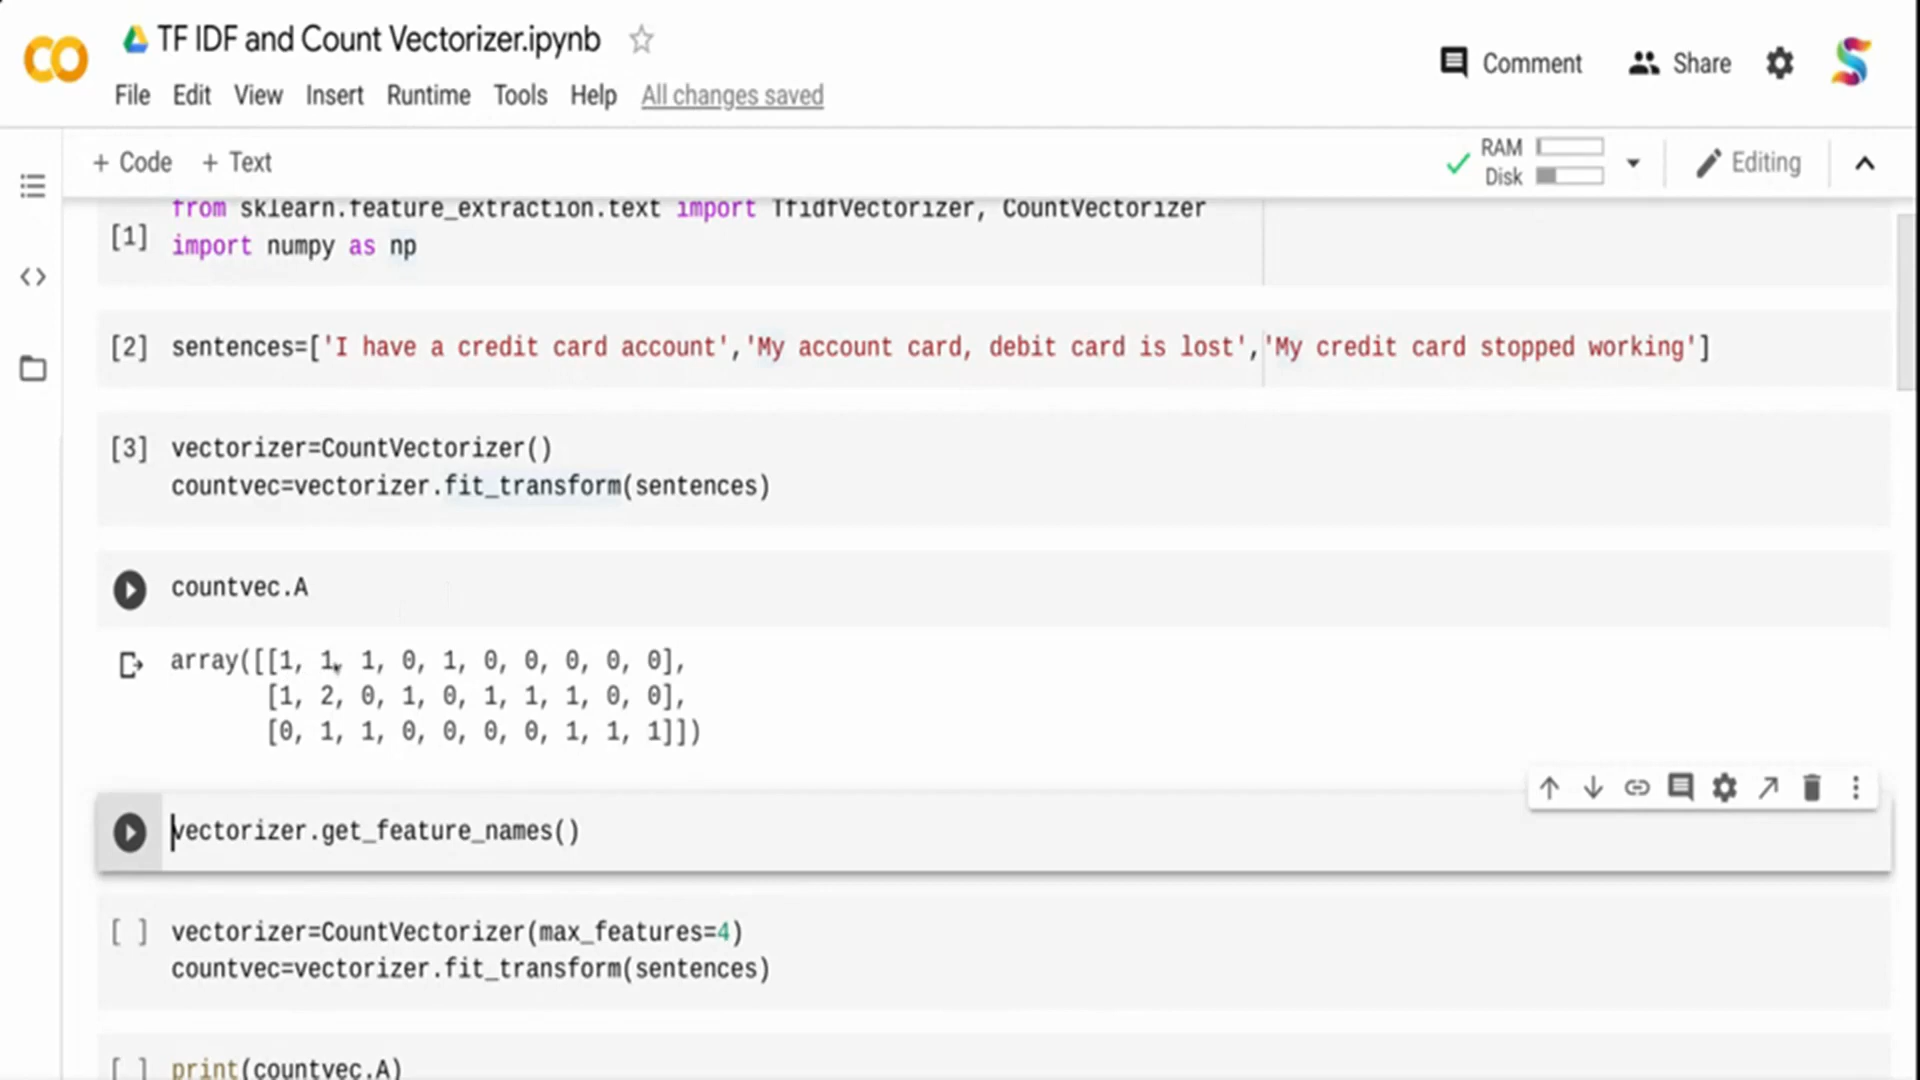 TF IDF and Count Vectorizer.ipynb
File Edit View Insert Runtime Tools Help All changes saved
Comment Share
+ Code + Text
RAM
Disk
Editing
from sklearn.feature_extraction.text import TfidfVectorizer, CountVectorizer
[1]
import numpy as np
[2] sentences=['I have a credit card account','My account card, debit card is lost','My credit card stopped working']
[3] vectorizer=CountVectorizer()
countvec=vectorizer.fit_transform(sentences)
countvec.A
array([[1, 1, 1, 0, 1, 0, 0, 0, 0, 0],
[1, 2, 0, 1, 0, 1, 1, 1, 0, 0],
[0, 1, 1, 0, 0, 0, 0, 1, 1, 1]])
vectorizer.get_feature_names()
[ ] vectorizer=CountVectorizer(max_features=4)
countvec=vectorizer.fit_transform(sentences)
[ ] print(countvec.A)